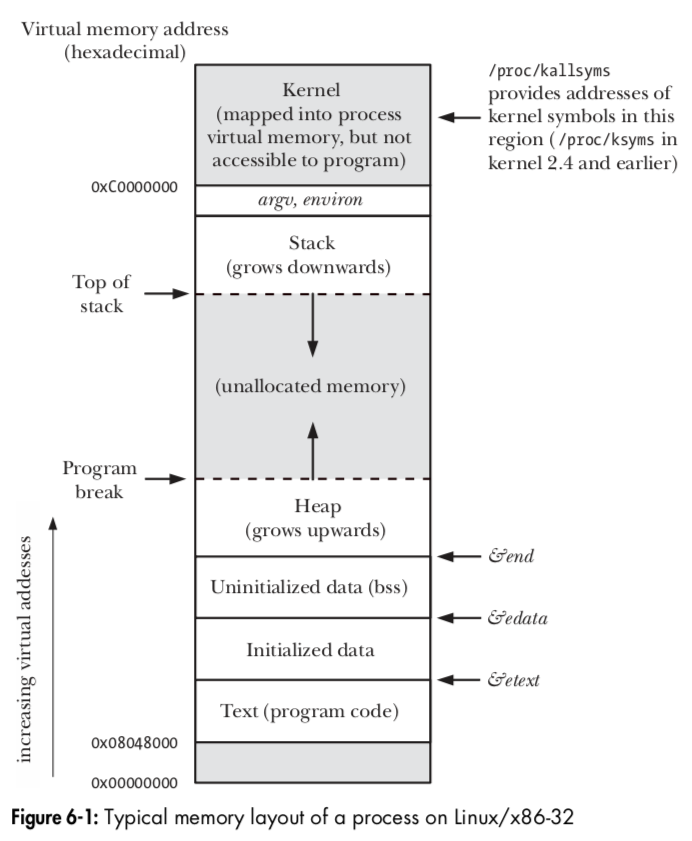 Virtual memory address
(hexadecimal)
Kernel
(mapped into process
virtual memory, but not
accessible to program)
/proc/kallsyms
provides addresses of
kernel symbols in this
region (/proc/ksyms in
kernel 2.4 and earlier)
0xC0000000
argv, environ
Stack
(grows downwards)
Top of
stack
(unallocated memory)
Program
break
Heap
(grows upwards)
&end
Uninitialized data (bss)
&edata
Initialized data
&etext
Text (program code)
0x08048000
0x00000000
increasing virtual addesses
Figure 6-1: Typical memory layout of a process on Linux/x86-32